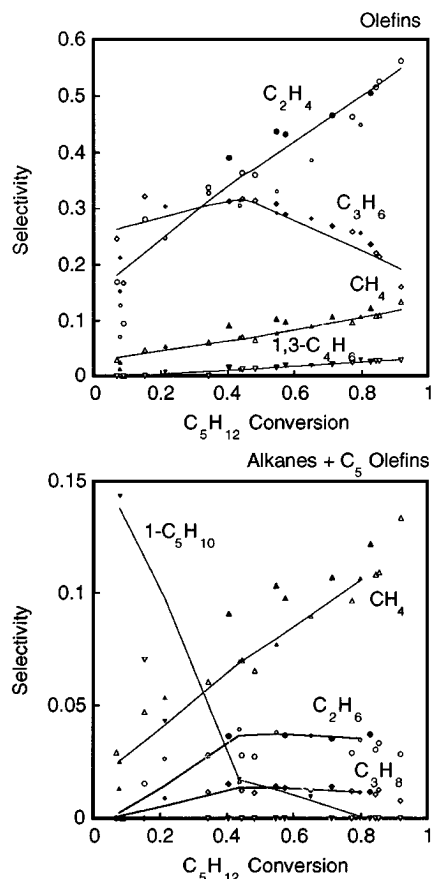 Olefins
0.6
0.5
0.4
0.3
0.2
0.1
0
Selectivity
C₂H₄
C₃H₆
CH₄
1,3-C₄H₆
0 0.2 0.4 0.6 0.8 1
C₅H₁₂ Conversion
Alkanes + C₅ Olefins
0.15
0.1
0.05
0
Selectivity
1-C₅H₁₀
CH₄
C₂H₆
C₃H₈
0 0.2 0.4 0.6 0.8 1
C₅H₁₂ Conversion